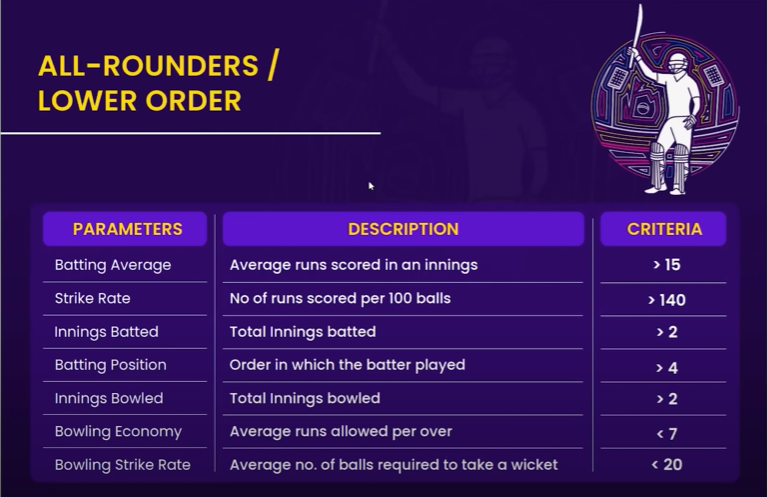 ALL-ROUNDERS /
LOWER ORDER
PARAMETERS DESCRIPTION CRITERIA
Batting Average Average runs scored in an innings > 15
Strike Rate No of runs scored per 100 balls > 140
Innings Batted Total Innings batted > 2
Batting Position Order in which the batter played > 4
Innings Bowled Total Innings bowled > 2
Bowling Economy Average runs allowed per over < 7
Bowling Strike Rate Average no. of balls required to take a wicket < 20